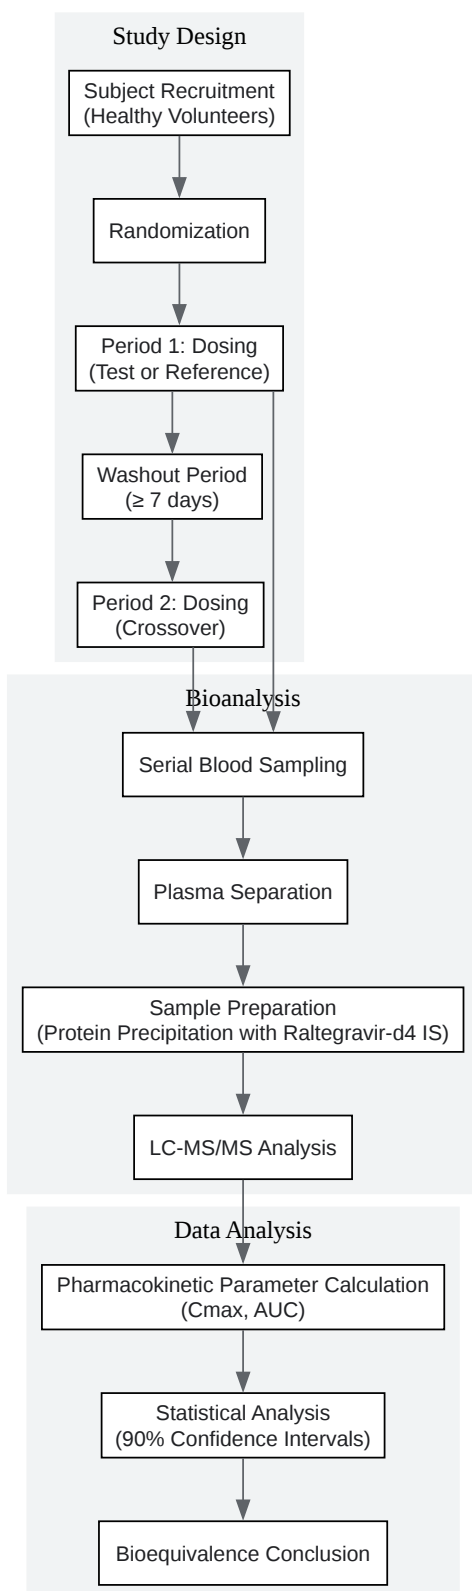 Study Design
Subject Recruitment
(Healthy Volunteers)
Randomization
Period 1: Dosing
(Test or Reference)
Washout Period
(≥ 7 days)
Period 2: Dosing
(Crossover)
Bioanalysis
Serial Blood Sampling
Plasma Separation
Sample Preparation
(Protein Precipitation with Raltegravir-d4 IS)
LC-MS/MS Analysis
Data Analysis
Pharmacokinetic Parameter Calculation
(Cmax, AUC)
Statistical Analysis
(90% Confidence Intervals)
Bioequivalence Conclusion